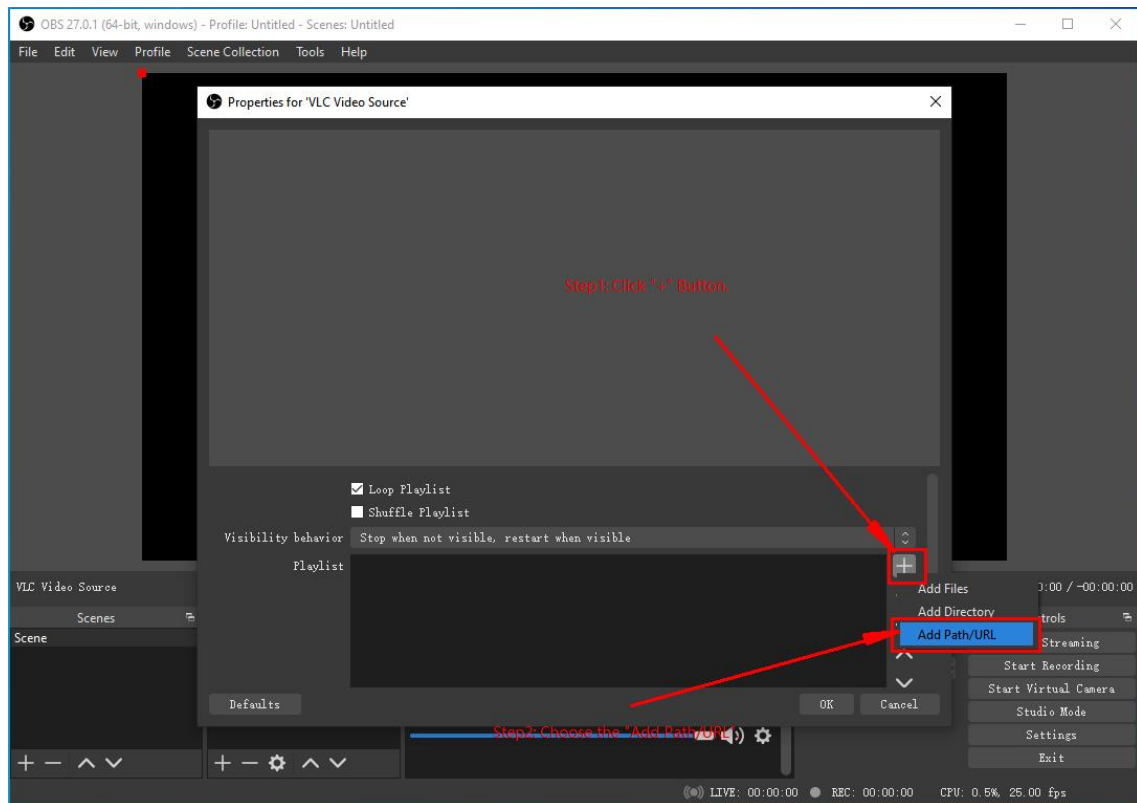 OBS 27.0.1 (64-bit, windows) - Profile: Untitled - Scenes: Untitled
File Edit View Profile Scene Collection Tools Help
Properties for 'VLC Video Source'
Step1: Click "+" Button.
Loop Playlist
Shuffle Playlist
Visibility behavior Stop when not visible, restart when visible
Playlist
Add Files
Add Directory
Add Path/URL
Defaults OK Cancel
Step2: Choose the "Add Path/URL"
VLC Video Source
:00 / -00:00:00
Scenes
trols
Scene
Streaming
Start Recording
Start Virtual Camera
Studio Mode
Settings
Exit
LIVE: 00:00:00 REC: 00:00:00 CPU: 0.5%, 25.00 fps